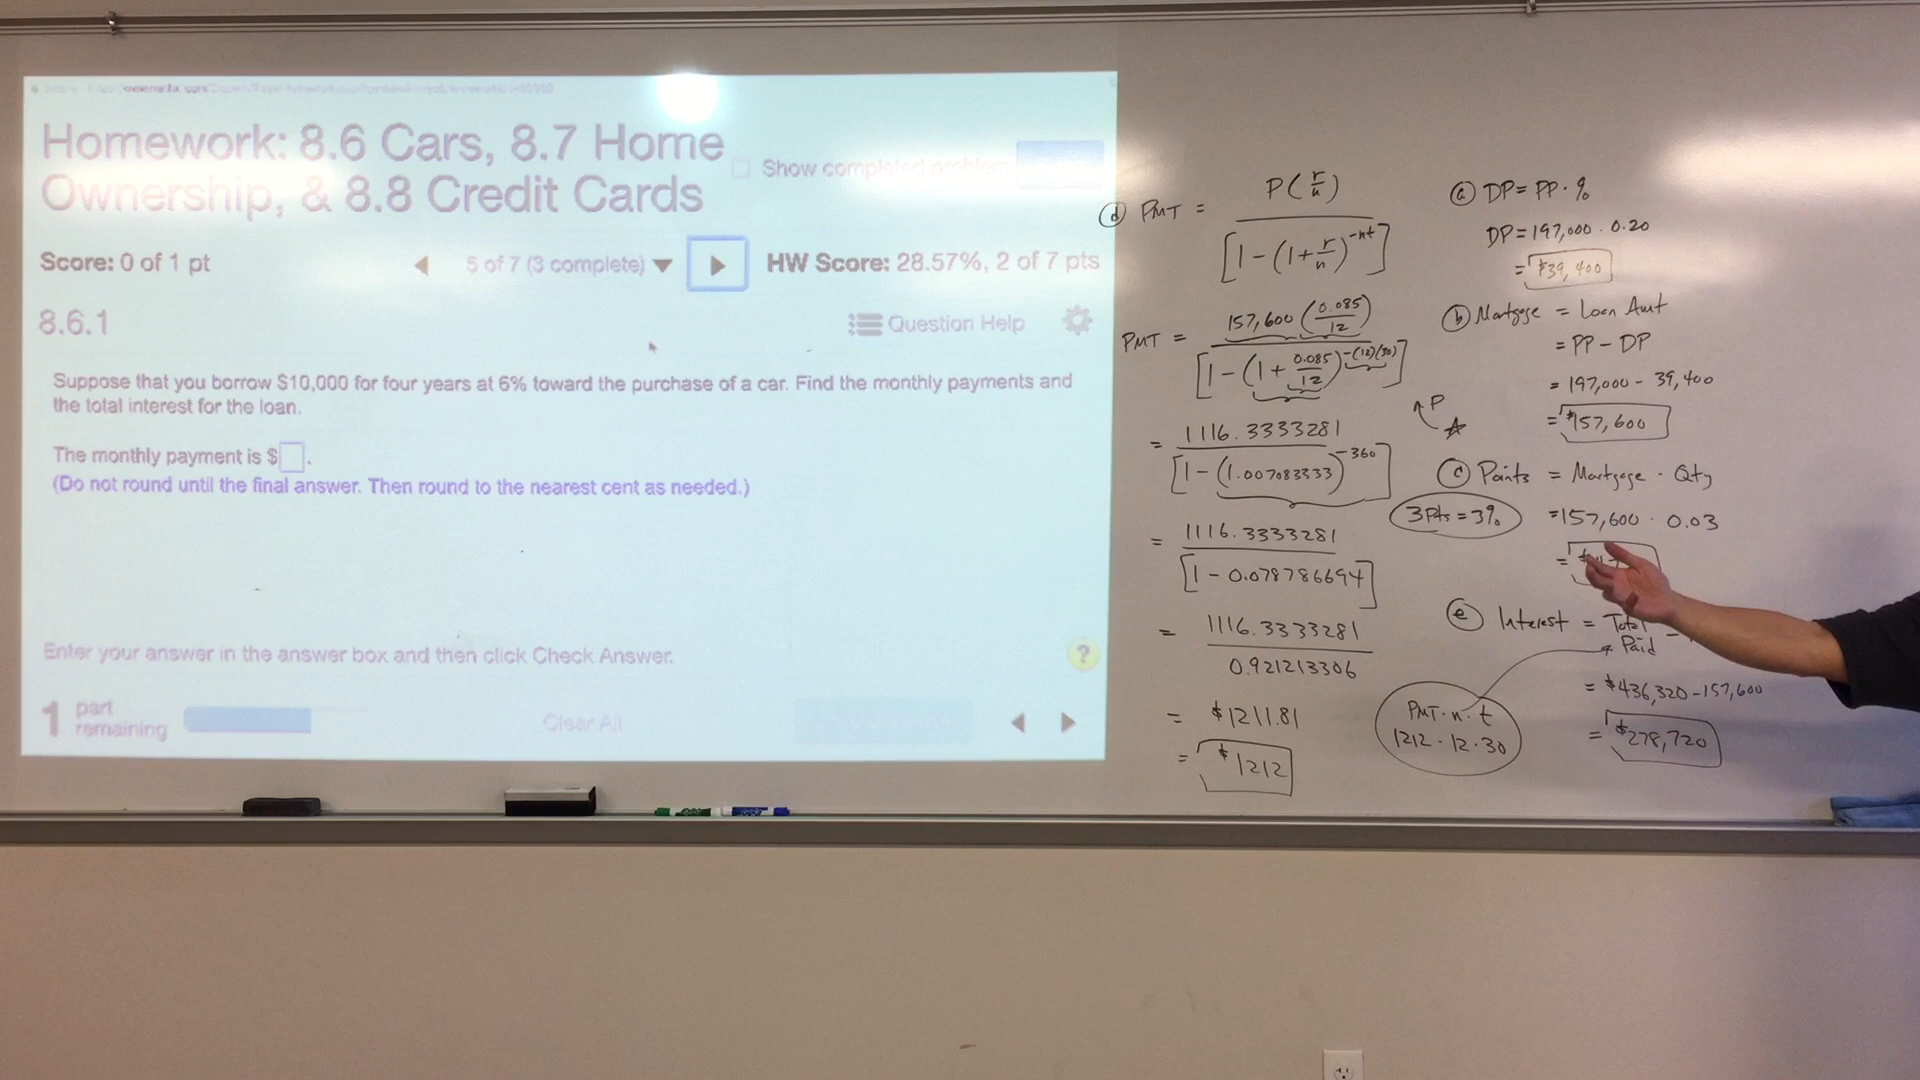 Homework: 8.6 Cars, 8.7 Home
Ownership, & 8.8 Credit Cards
Show completed problem
Score: 0 of 1 pt
5 of 7 (3 complete)
HW Score: 28.57%, 2 of 7 pts
8.6.1
Question Help
Suppose that you borrow $10,000 for four years at 6% toward the purchase of a car. Find the monthly payments and
the total interest for the loan.
The monthly payment is $ .
(Do not round until the final answer. Then round to the nearest cent as needed.)
Enter your answer in the answer box and then click Check Answer.
?
1 part
remaining
Clear All
(d) PMT = P(r/n) / [1-(1+r/n)^-nt]
PMT = 157,600(0.085/12) / [1-(1+0.085/12)^-(12)(30)]
= 1116.3333281 / [1-(1.007083333)^-360]
= 1116.3333281 / [1-0.078786694]
= 1116.3333281 / 0.921213306
= $1211.81
= $1212
(a) DP = PP · %
DP = 197,000 · 0.20
= $39,400
(b) Mortgage = Loan Amt
= PP - DP
= 197,000 - 39,400
= $157,600
P
(c) Points = Mortgage · Qty
3 Pts = 3%
= 157,600 · 0.03
= $
(e) Interest = Total -
Paid
= $436,320 - 157,600
= $278,720
PMT · n · t
1212 · 12 · 30